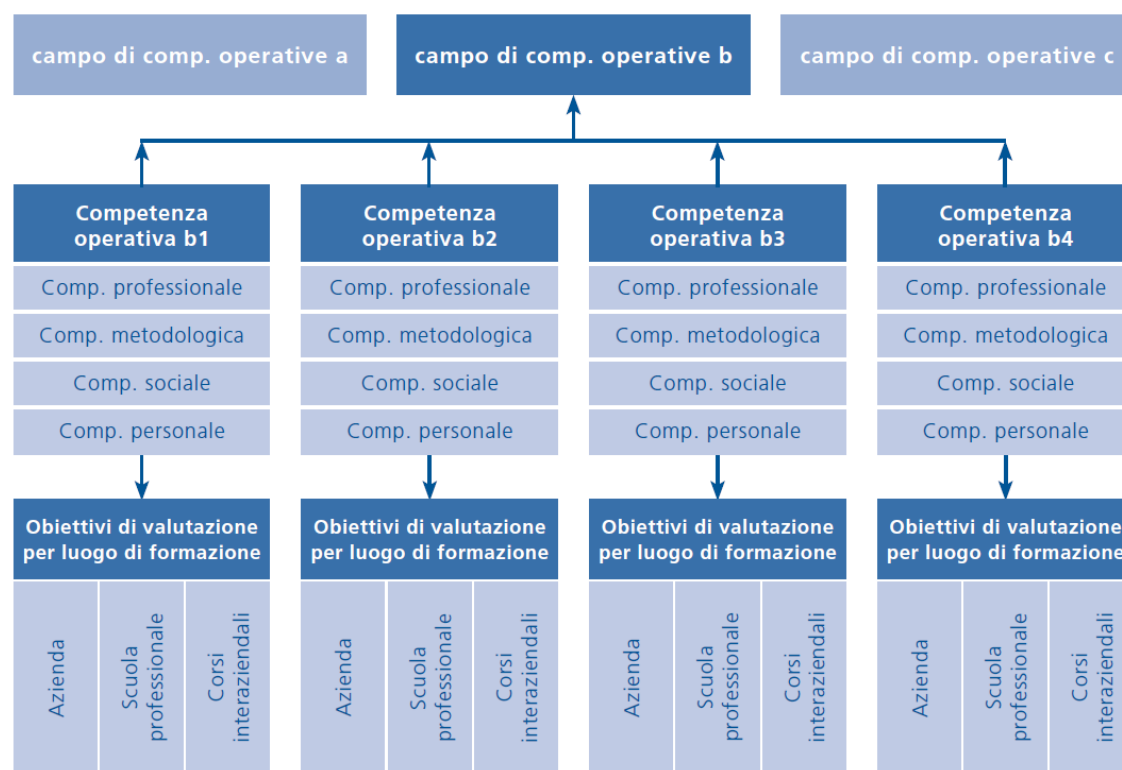 campo di comp. operative a
campo di comp. operative b
campo di comp. operative c
Competenza
operativa b1
Comp. professionale
Comp. metodologica
Comp. sociale
Comp. personale
Obiettivi di valutazione
per luogo di formazione
Azienda
Scuola
professionale
Corsi
interaziendali
Competenza
operativa b2
Comp. professionale
Comp. metodologica
Comp. sociale
Comp. personale
Obiettivi di valutazione
per luogo di formazione
Azienda
Scuola
professionale
Corsi
interaziendali
Competenza
operativa b3
Comp. professionale
Comp. metodologica
Comp. sociale
Comp. personale
Obiettivi di valutazione
per luogo di formazione
Azienda
Scuola
professionale
Corsi
interaziendali
Competenza
operativa b4
Comp. professionale
Comp. metodologica
Comp. sociale
Comp. personale
Obiettivi di valutazione
per luogo di formazione
Azienda
Scuola
professionale
Corsi
interaziendali